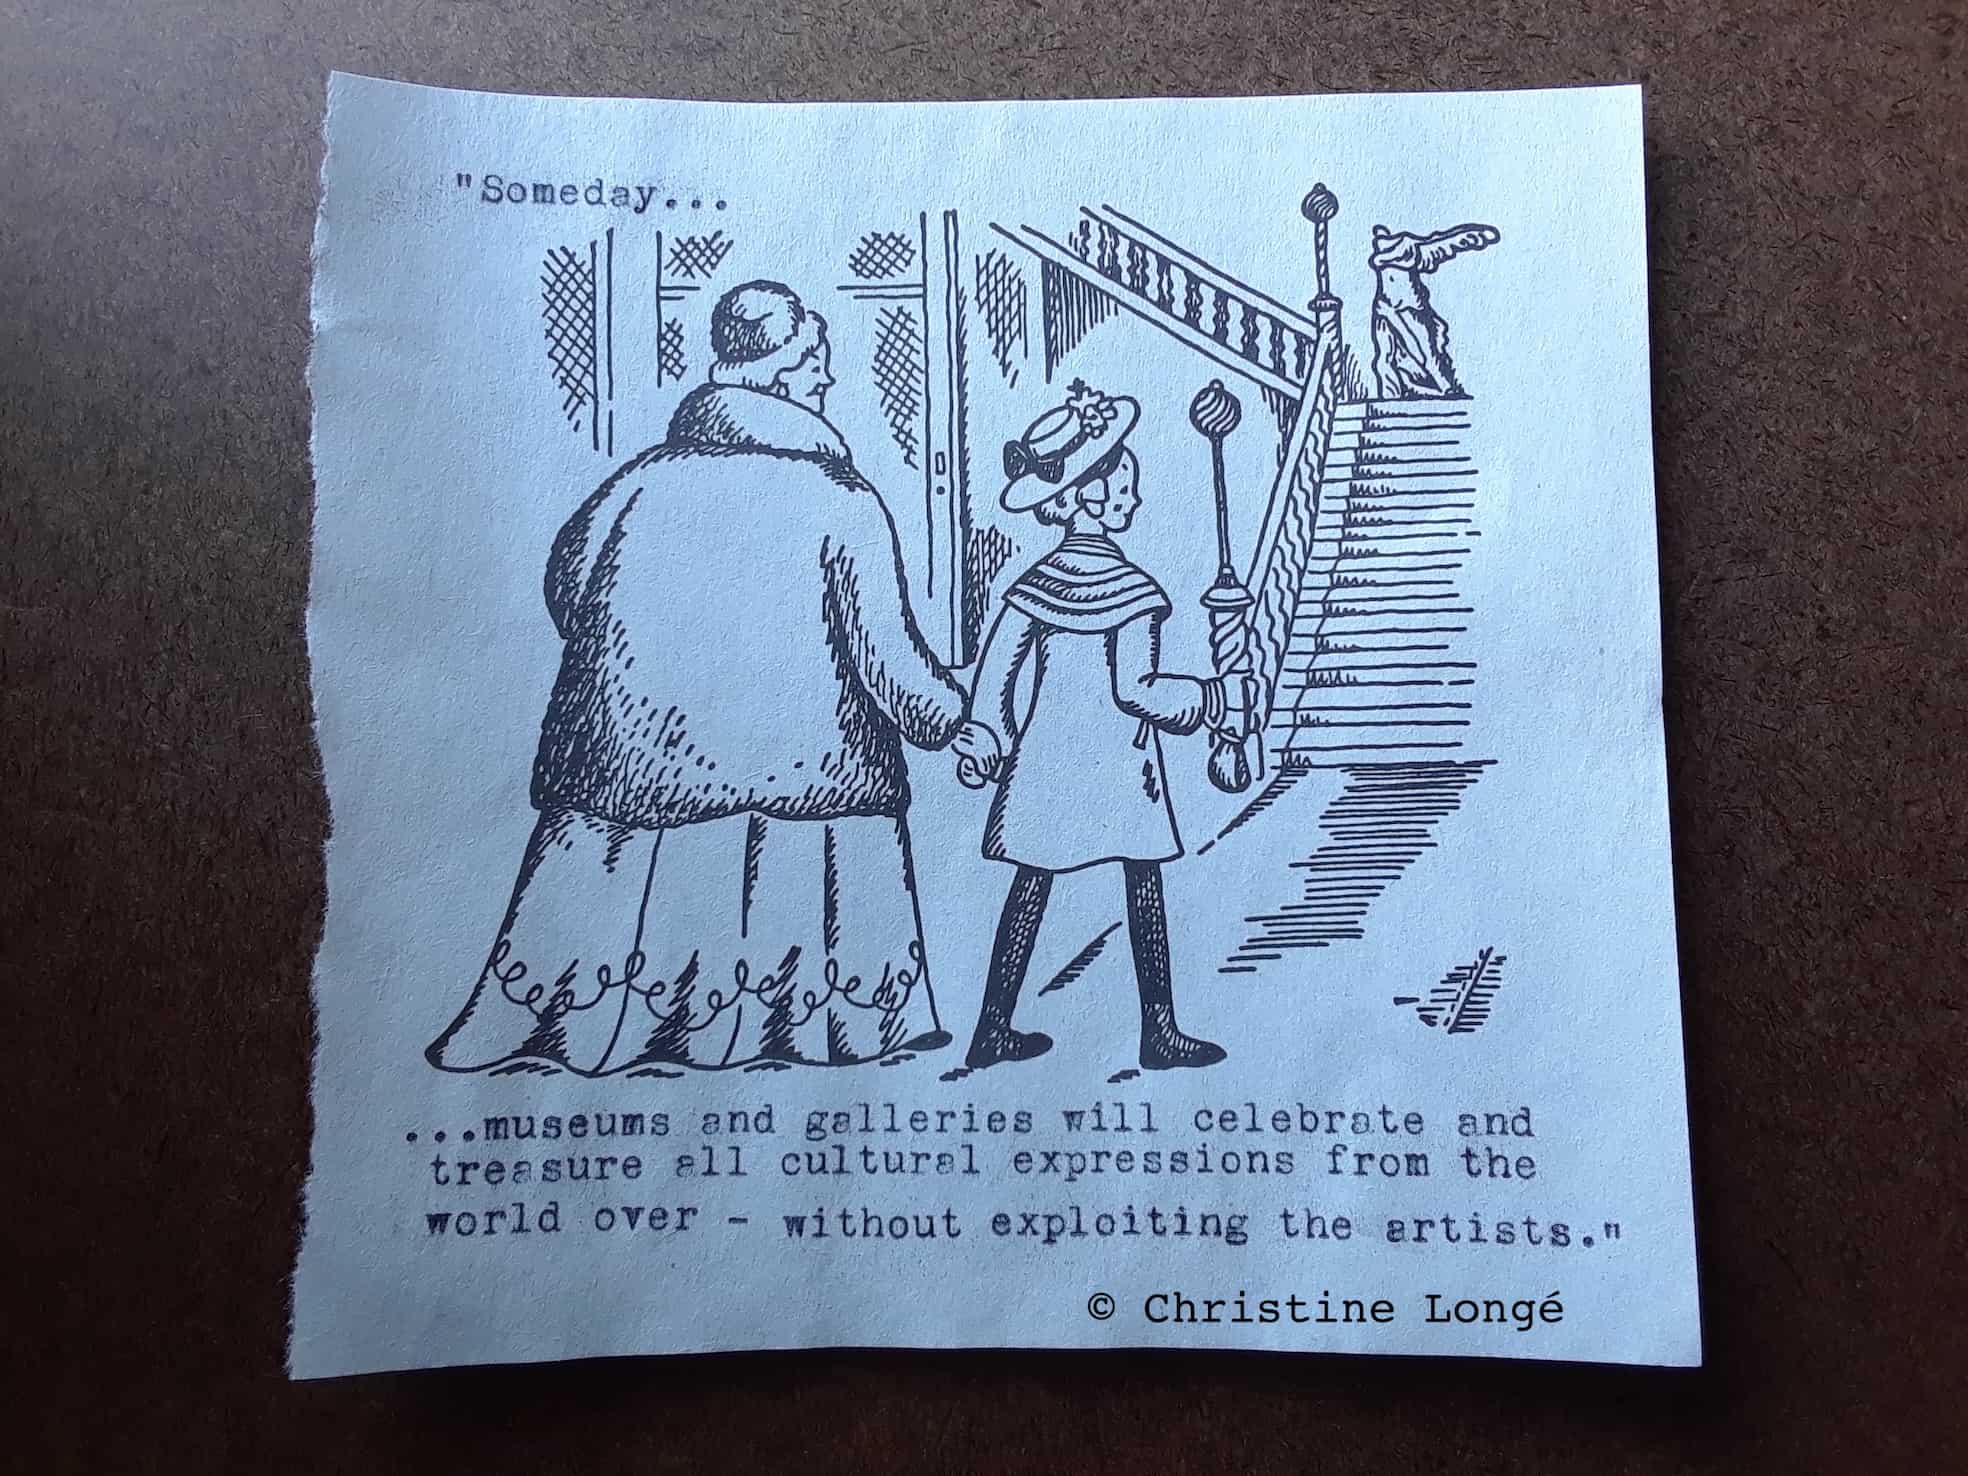 "Someday...
...museums and galleries will celebrate and
treasure all cultural expressions from the
world over - without exploiting the artists."
© Christine Longé